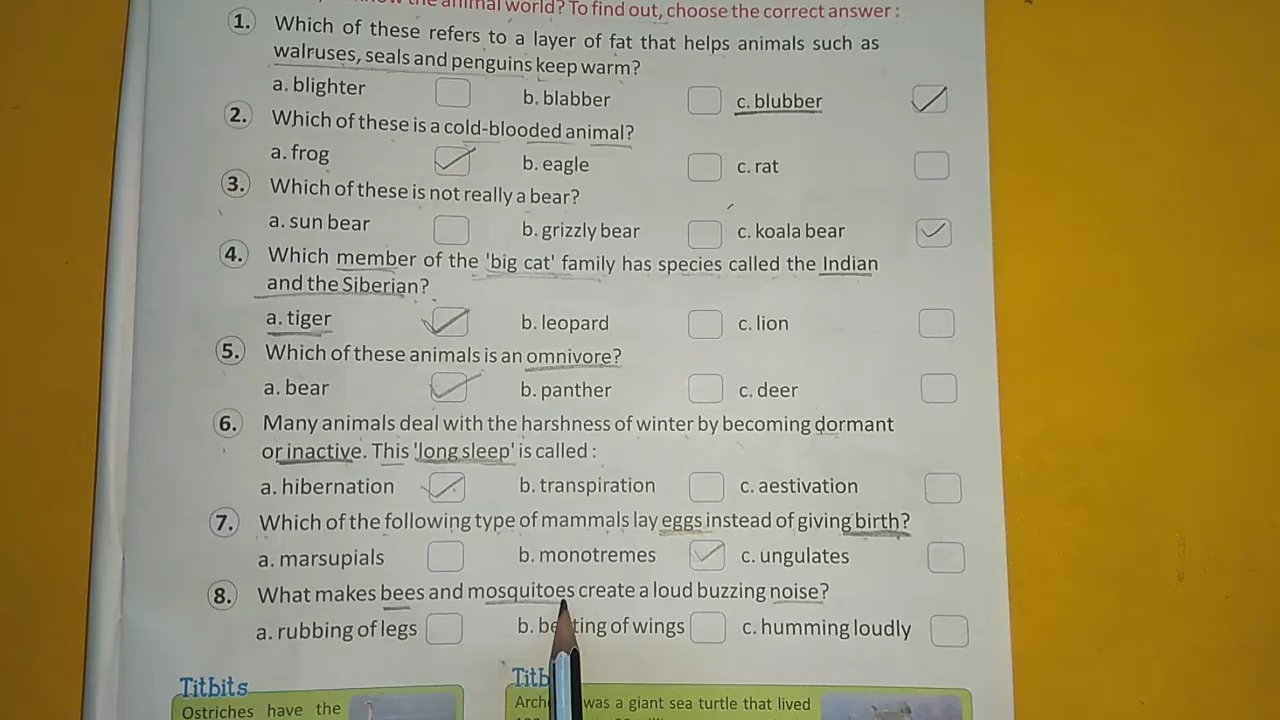 the animal world? To find out, choose the correct answer :
1. Which of these refers to a layer of fat that helps animals such as
walruses, seals and penguins keep warm?
a. blighter b. blabber c. blubber
2. Which of these is a cold-blooded animal?
a. frog b. eagle c. rat
3. Which of these is not really a bear?
a. sun bear b. grizzly bear c. koala bear
4. Which member of the 'big cat' family has species called the Indian
and the Siberian?
a. tiger b. leopard c. lion
5. Which of these animals is an omnivore?
a. bear b. panther c. deer
6. Many animals deal with the harshness of winter by becoming dormant
or inactive. This 'long sleep' is called :
a. hibernation b. transpiration c. aestivation
7. Which of the following type of mammals lay eggs instead of giving birth?
a. marsupials b. monotremes c. ungulates
8. What makes bees and mosquitoes create a loud buzzing noise?
a. rubbing of legs b. beating of wings c. humming loudly
Titbits
Ostriches have the
was a giant sea turtle that lived